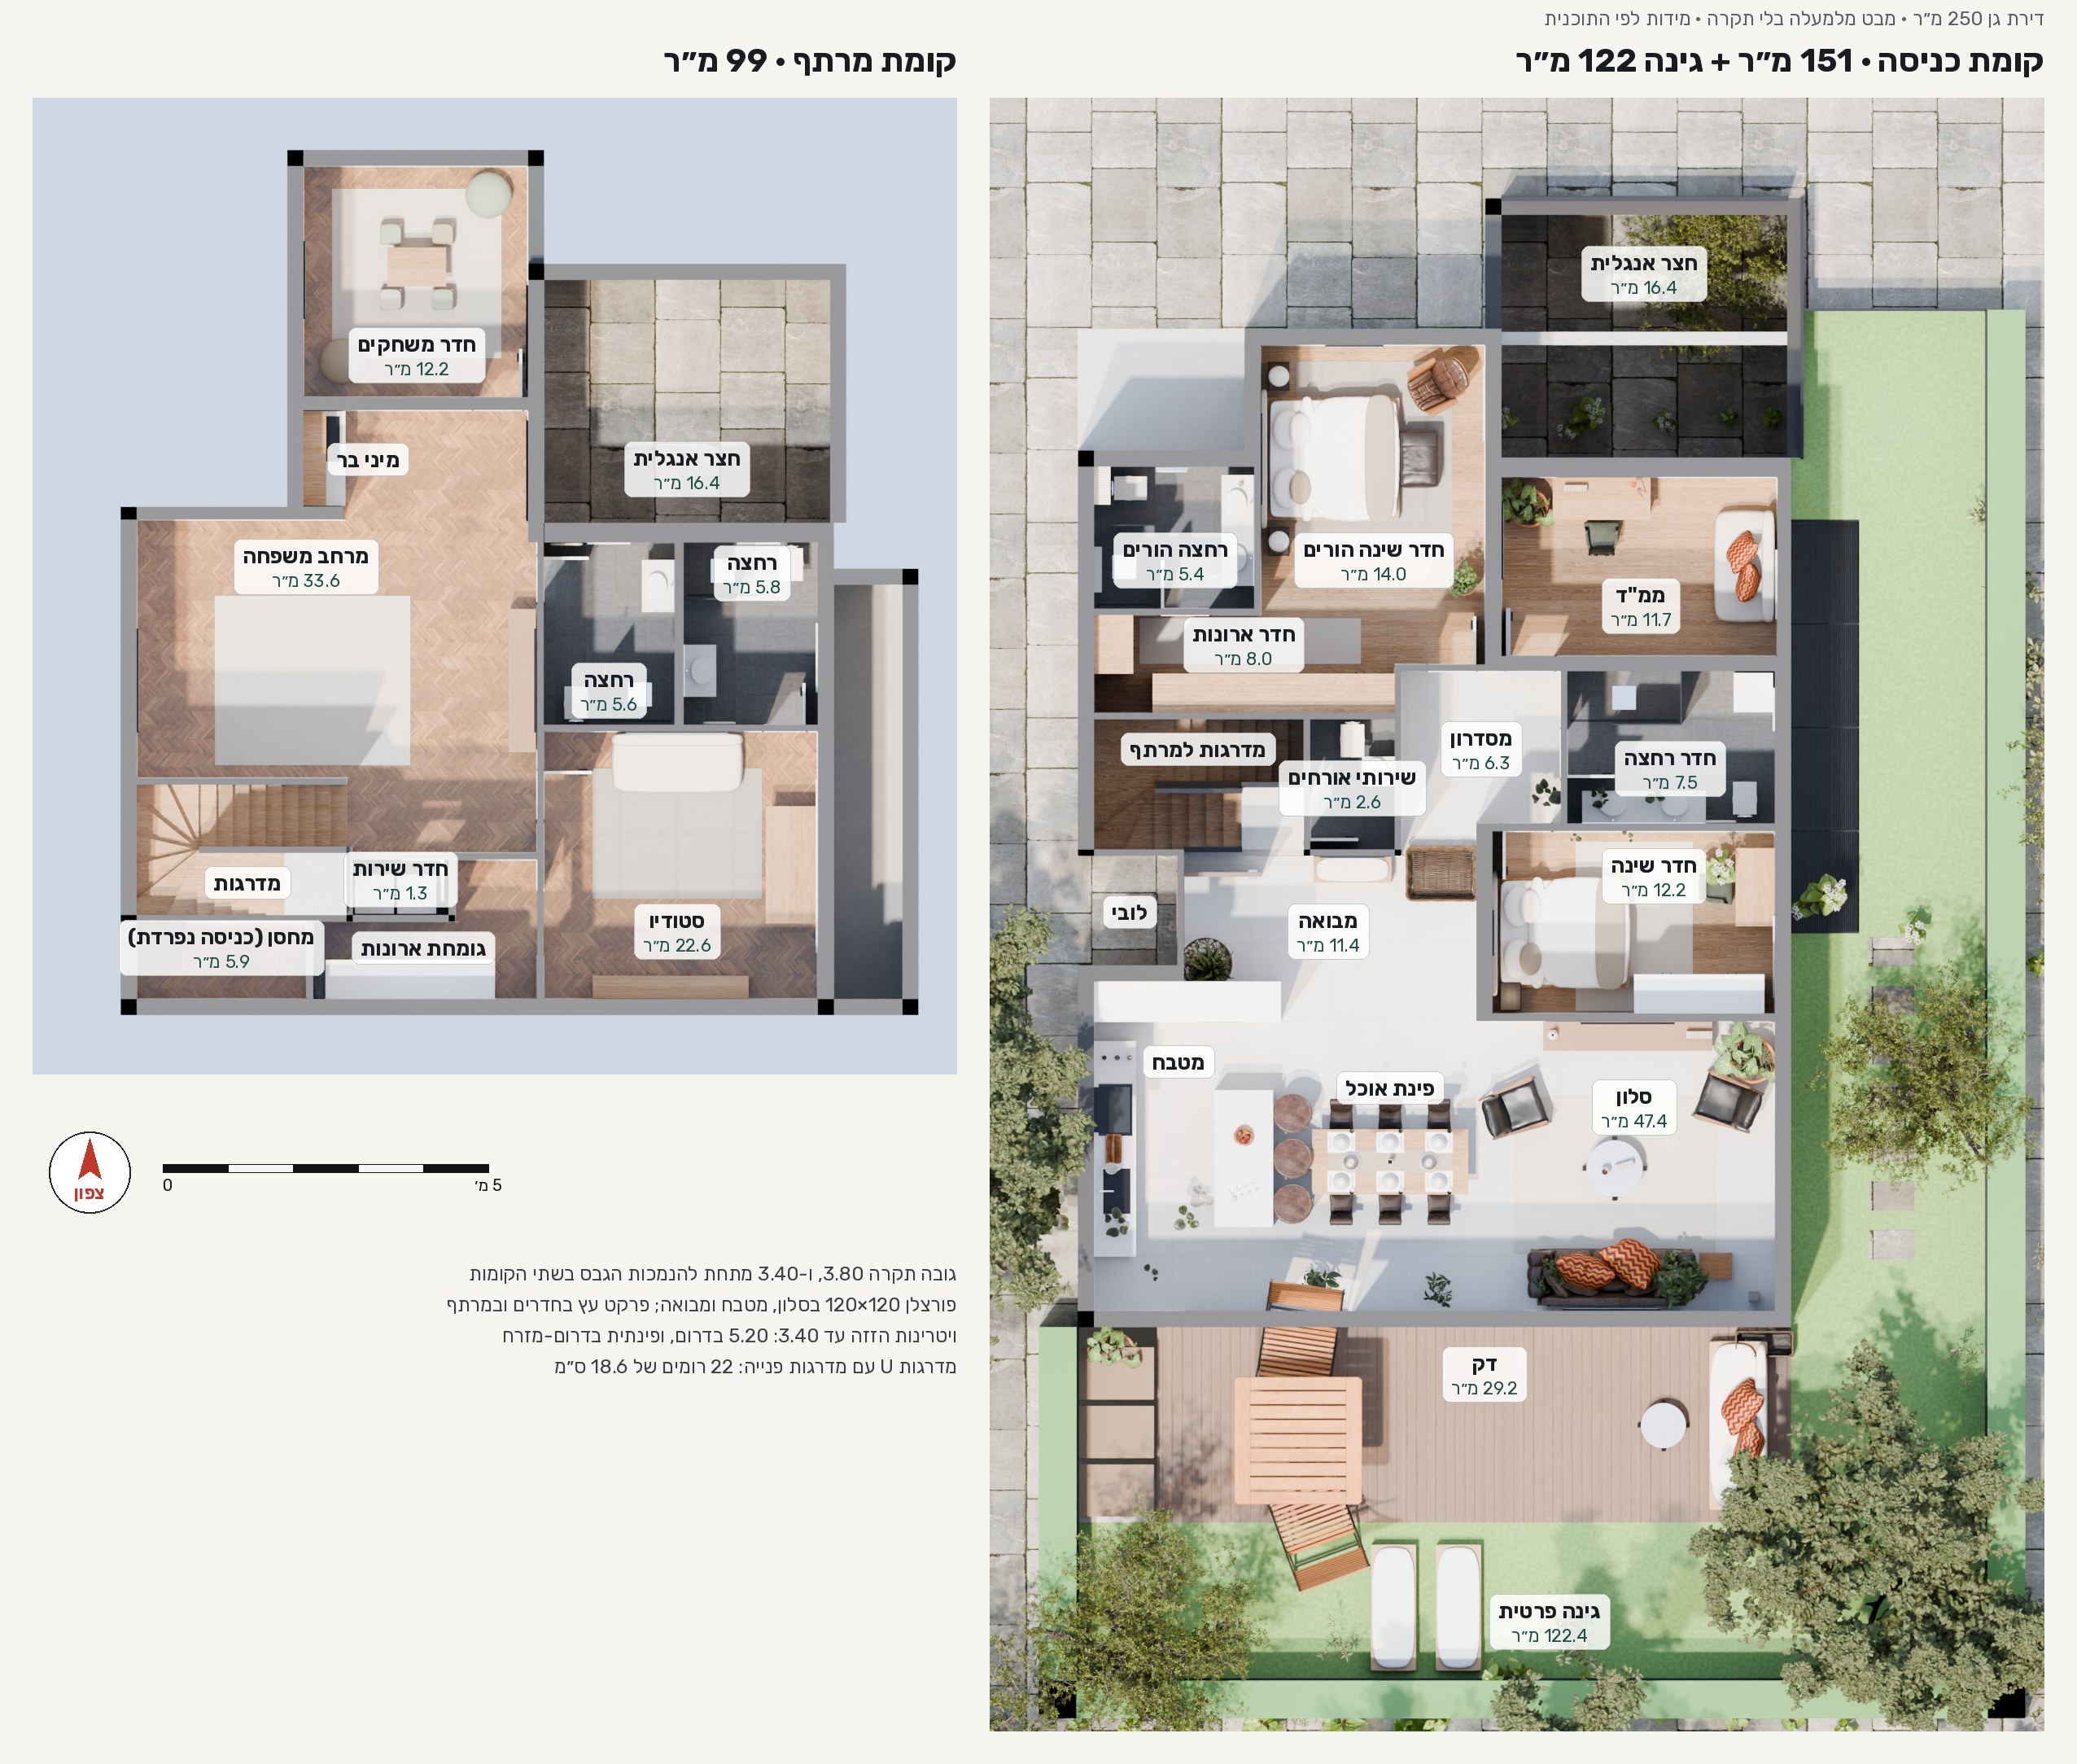 דירת גן 250 מ״ר • מבט מלמעלה בלי תקרה • מידות לפי התוכנית
קומת כניסה • 151 מ״ר + גינה 122 מ״ר
חצר אנגלית
16.4 מ״ר
חדר שינה הורים
14.0 מ״ר
רחצה הורים
5.4 מ״ר
ממ"ד
11.7 מ״ר
חדר ארונות
8.0 מ״ר
מסדרון
6.3 מ״ר
מדרגות למרתף
שירותי אורחים
2.6 מ״ר
חדר רחצה
7.5 מ״ר
חדר שינה
12.2 מ״ר
לובי
מבואה
11.4 מ״ר
מטבח
פינת אוכל
סלון
47.4 מ״ר
דק
29.2 מ״ר
גינה פרטית
122.4 מ״ר
קומת מרתף • 99 מ״ר
חדר משחקים
12.2 מ״ר
מיני בר
חצר אנגלית
16.4 מ״ר
מרחב משפחה
33.6 מ״ר
רחצה
5.8 מ״ר
רחצה
5.6 מ״ר
חדר שירות
1.3 מ״ר
מדרגות
סטודיו
22.6 מ״ר
מחסן (כניסה נפרדת)
5.9 מ״ר
גומחת ארונות
צפון
0
5 מ׳
גובה תקרה 3.80, ו-3.40 מתחת להנמכות הגבס בשתי הקומות
פורצלן 120×120 בסלון, מטבח ומבואה; פרקט עץ בחדרים ובמרתף
ויטרינות הזזה עד 3.40: 5.20 בדרום, ופינתית בדרום-מזרח
מדרגות U עם מדרגות פנייה: 22 רומים של 18.6 ס״מ